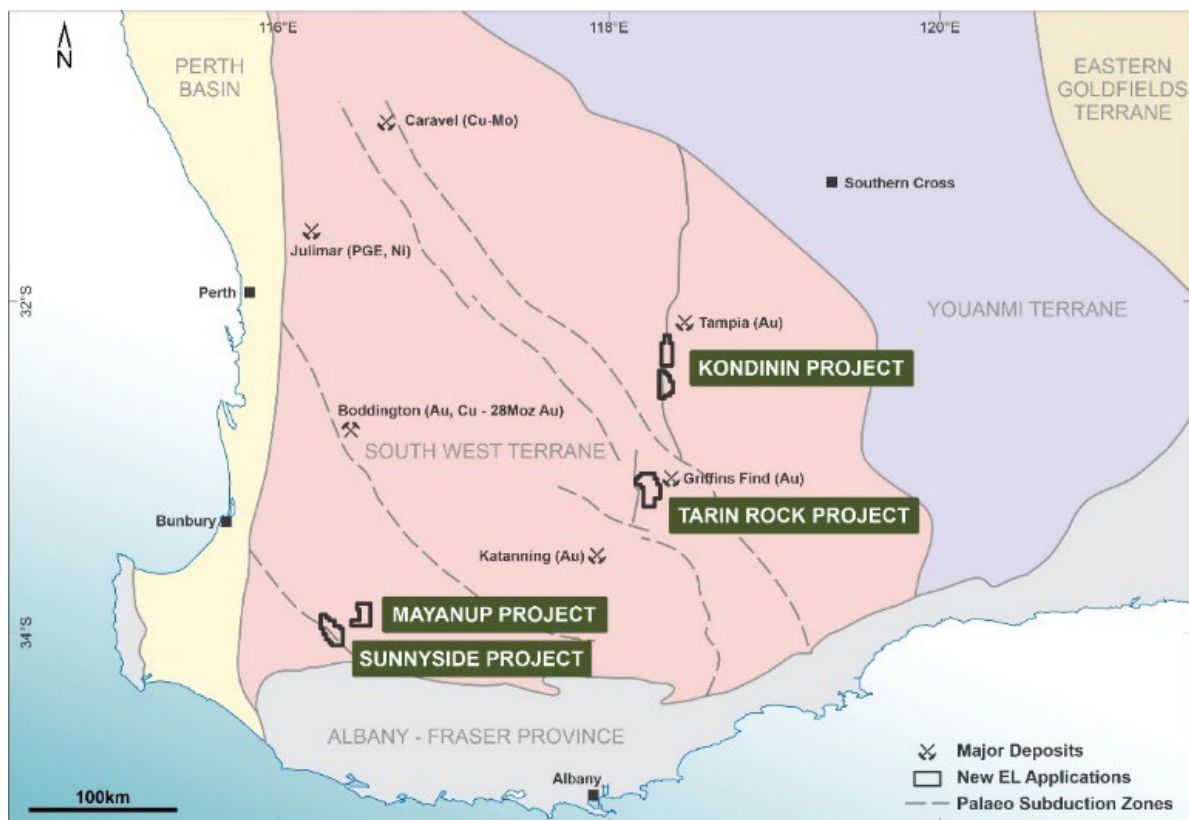 116°E
118°E
120°E
N
PERTH
BASIN
EASTERN
GOLDFIELDS
TERRANE
Caravel (Cu-Mo)
Southern Cross
Julimar (PGE, Ni)
Perth
32°S
YOUANMI TERRANE
Tampia (Au)
KONDININ PROJECT
Boddington (Au, Cu - 28Moz Au)
SOUTH WEST TERRANE
Griffins Find (Au)
TARIN ROCK PROJECT
Bunbury
Katanning (Au)
MAYANUP PROJECT
34°S
SUNNYSIDE PROJECT
ALBANY - FRASER PROVINCE
Albany
100km
Major Deposits
New EL Applications
Palaeo Subduction Zones